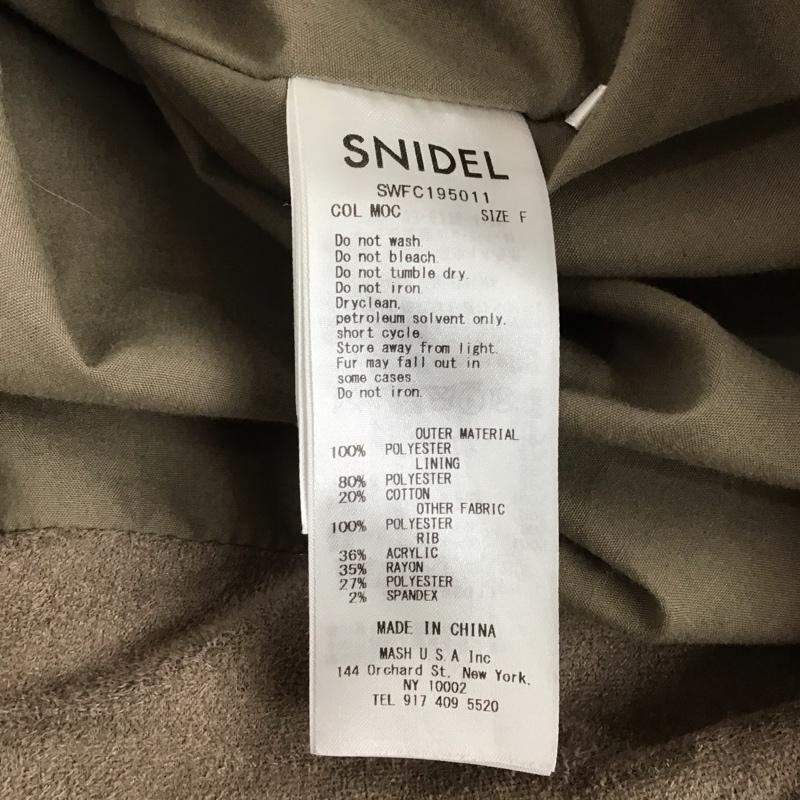 SNIDEL
SWFC195011
COL MOC SIZE F
Do not wash.
Do not bleach.
Do not tumble dry.
Do not iron.
Dryclean,
petroleum solvent only.
short cycle.
Store away from light.
Fur may fall out in
some cases.
Do not iron.
OUTER MATERIAL
100% POLYESTER
LINING
80% POLYESTER
20% COTTON
OTHER FABRIC
100% POLYESTER
RIB
36% ACRYLIC
35% RAYON
27% POLYESTER
2% SPANDEX
MADE IN CHINA
MASH U.S.A Inc
144 Orchard St. New York.
NY 10002
TEL 917 409 5520